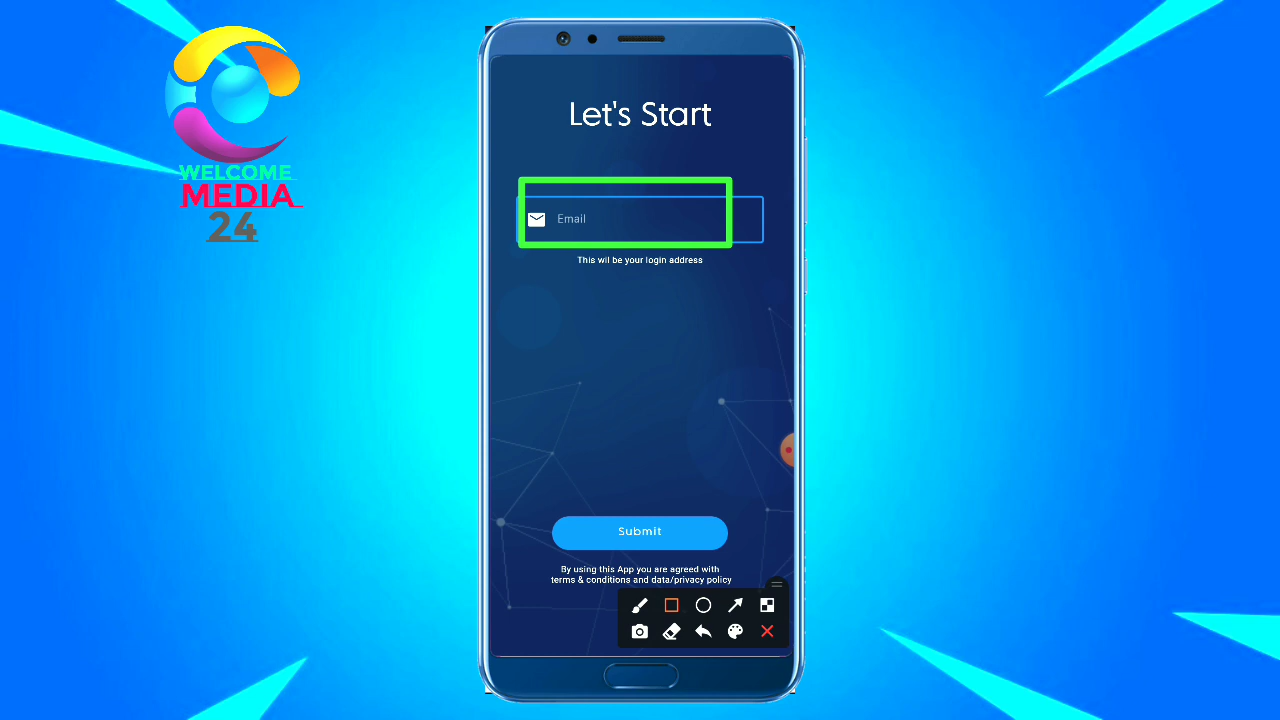 WELCOME
MEDIA
24
Let's Start
Email
This wil be your login address
Submit
By using this App you are agreed with
terms & conditions and data/privacy policy